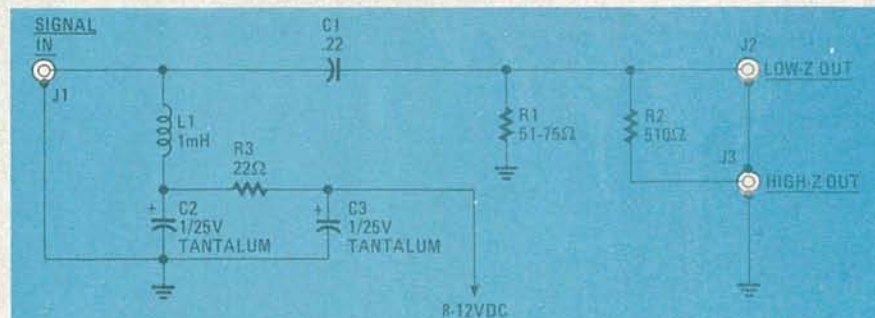 SIGNAL
IN
J1
C1
.22
L1
1mH
R3
22Ω
C2
1/25V
TANTALUM
C3
1/25V
TANTALUM
8-12VDC
R1
51-75Ω
R2
510Ω
J2
LOW-Z OUT
J3
HIGH-Z OUT